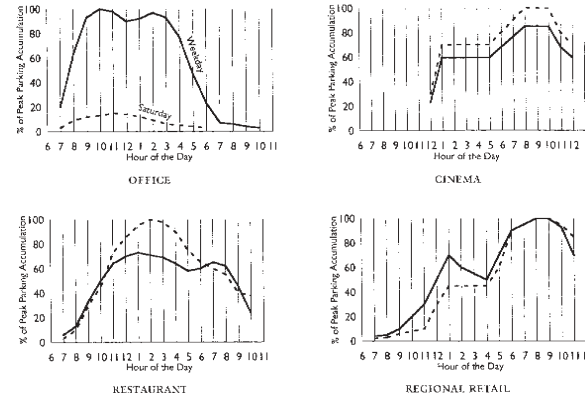 % of Peak Parking Accumulation
100
80
60
40
20
0
Weekday
Saturday
6 7 8 9 10 11 12 1 2 3 4 5 6 7 8 9 10 11
Hour of the Day
OFFICE
% of Peak Parking Accumulation
100
80
60
40
20
0
6 7 8 9 10 11 12 1 2 3 4 5 6 7 8 9 10 11 12
Hour of the Day
CINEMA
% of Peak Parking Accumulation
100
80
60
40
20
0
6 7 8 9 10 11 12 1 2 3 4 5 6 7 8 9 10 11
Hour of the Day
RESTAURANT
% of Peak Parking Accumulation
100
80
60
40
20
0
6 7 8 9 10 11 12 1 2 3 4 5 6 7 8 9 10 11
Hour of the Day
REGIONAL RETAIL